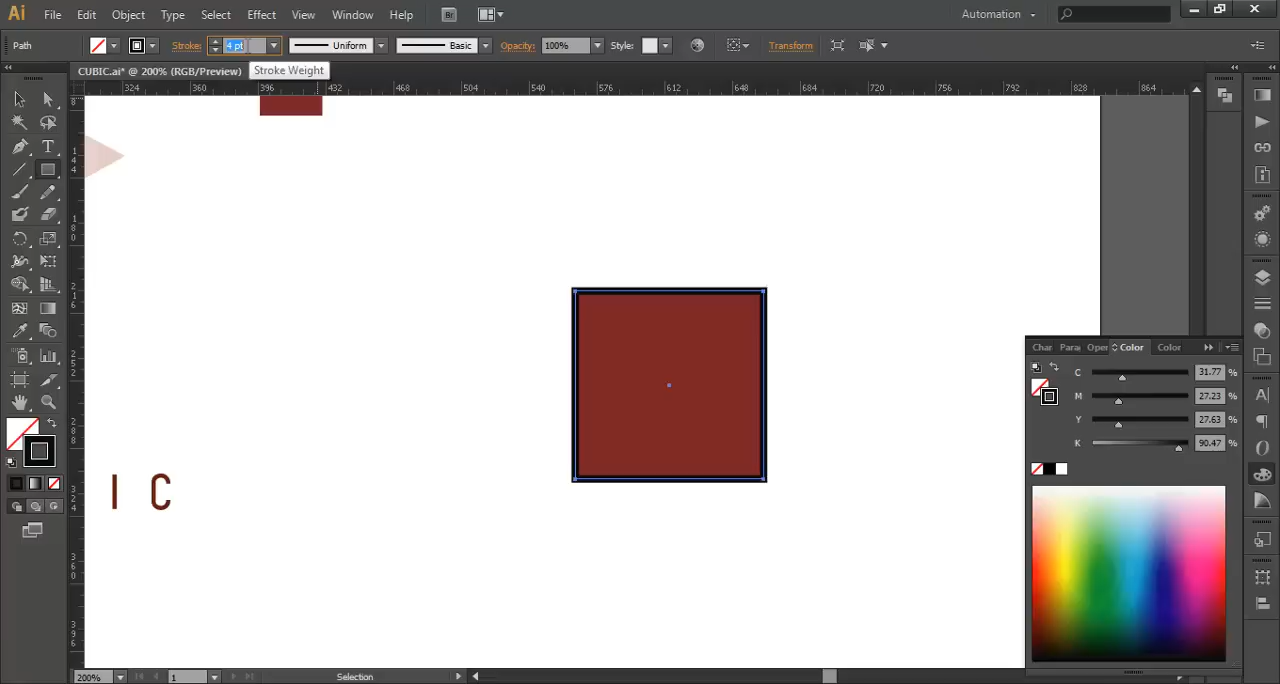 Ai File Edit Object Type Select Effect View Window Help Br Automation
Path Stroke: 4 pt Uniform Basic Opacity: 100% Style: Transform
CUBIC.ai* @ 200% (RGB/Preview)
Stroke Weight
324 360 396 432 468 504 540 576 612 648 684 720 756 792 828 864
Char Para Oper Color Color
C 31.77 %
M 27.23 %
Y 27.63 %
K 90.47 %
I C
200% 1 Selection